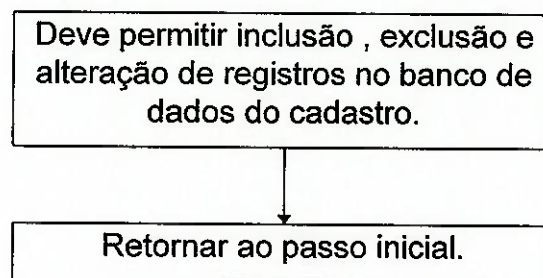 Deve permitir inclusão , exclusão e
alteração de registros no banco de
dados do cadastro.
Retornar ao passo inicial.